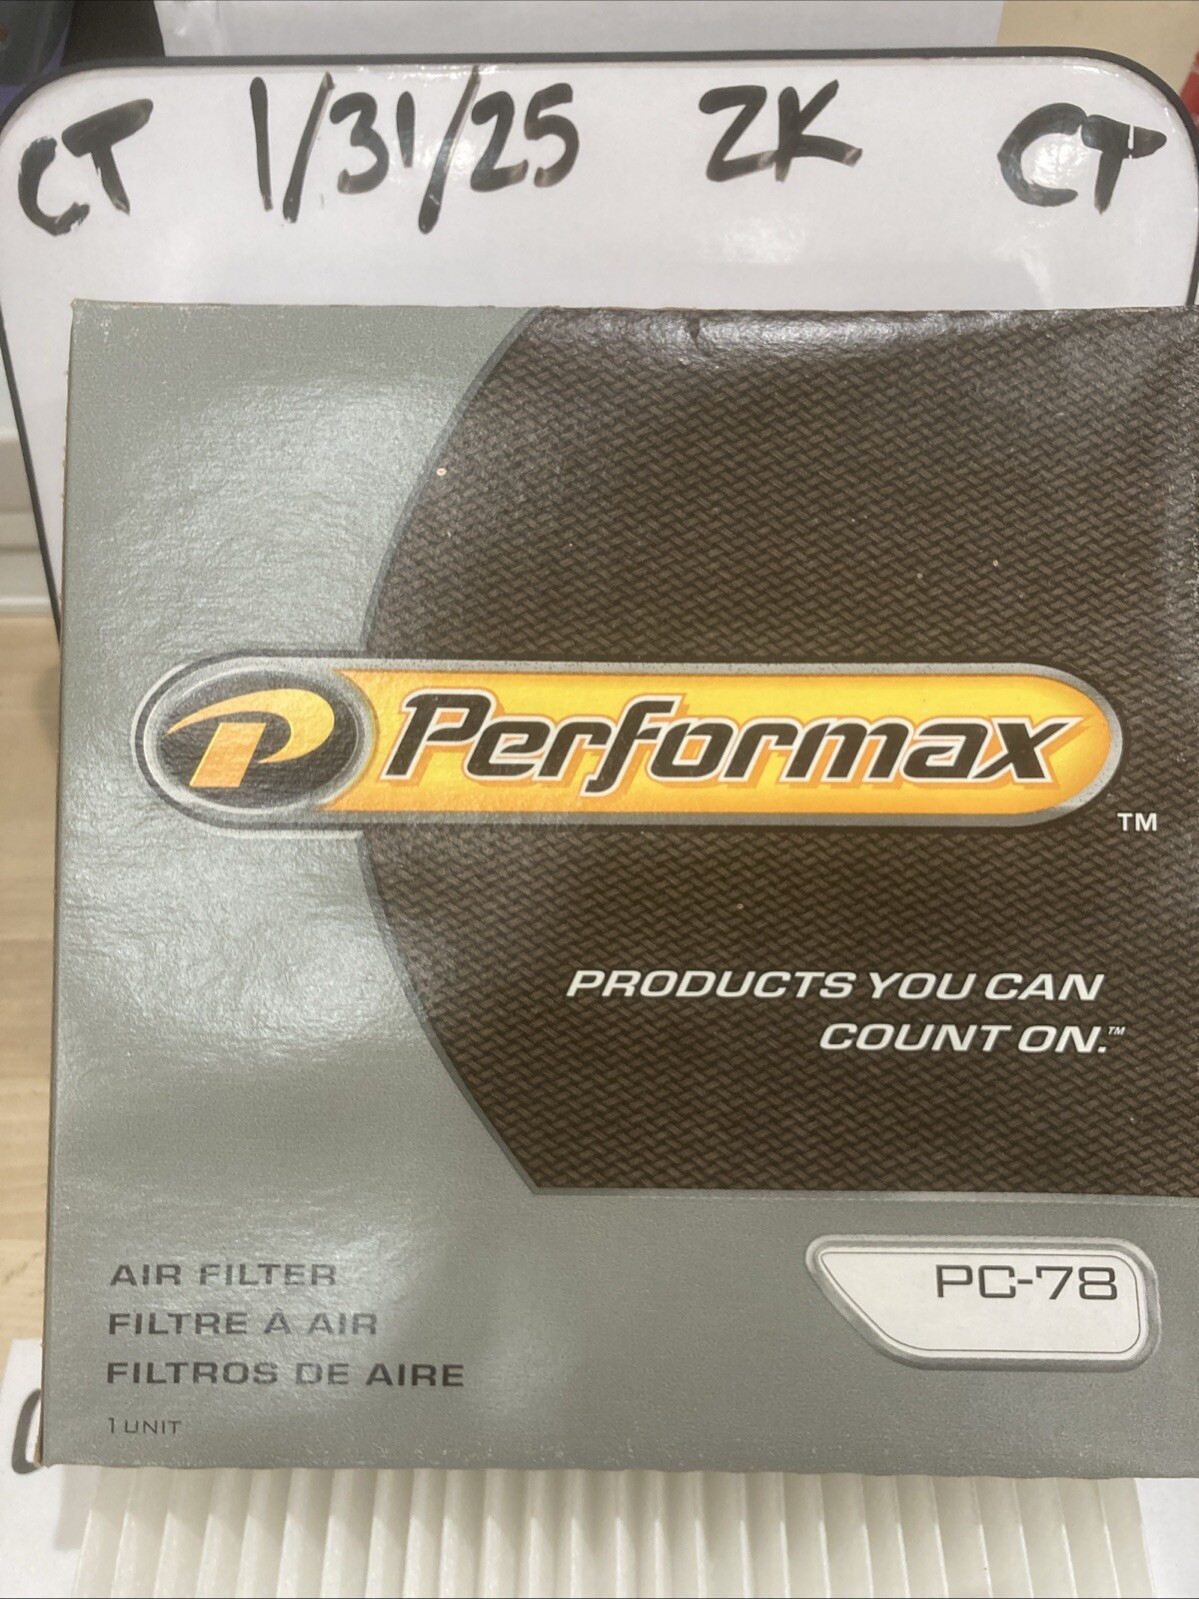 CT 1/31/25 ZK CT
P Performax
TM
PRODUCTS YOU CAN
COUNT ON.™
PC-78
AIR FILTER
FILTRE À AIR
FILTROS DE AIRE
1 UNIT